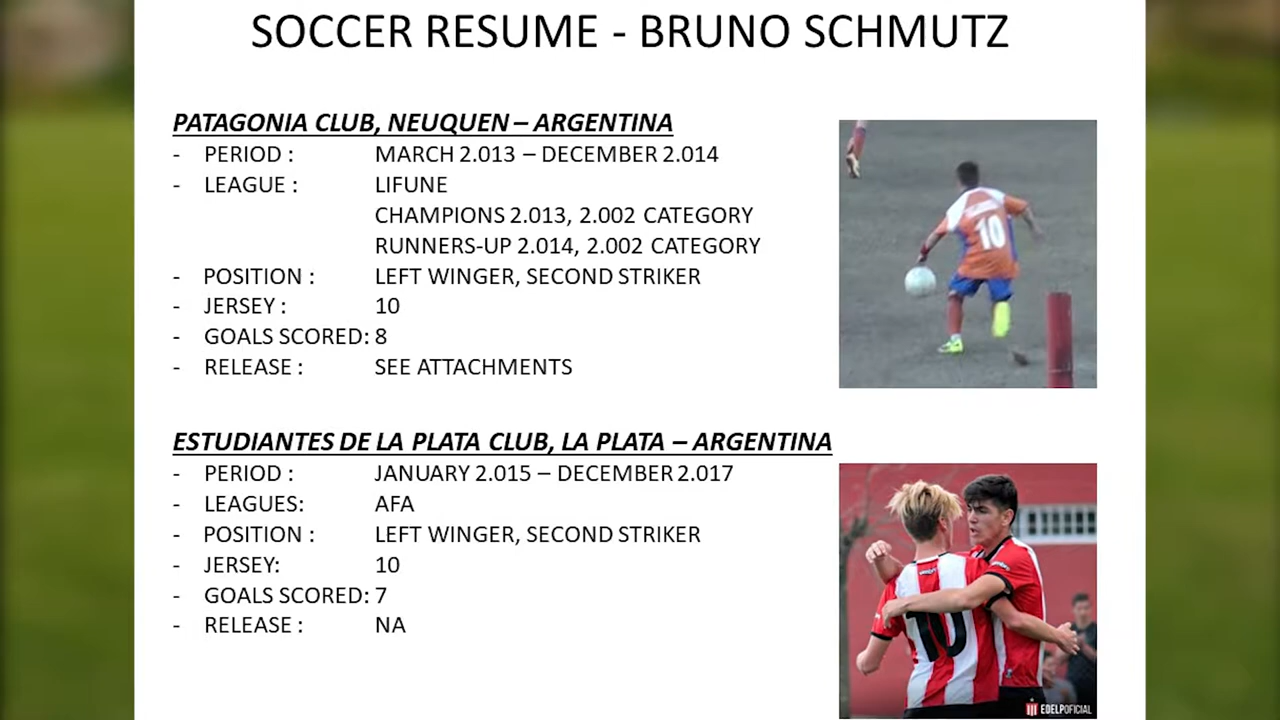 SOCCER RESUME - BRUNO SCHMUTZ
PATAGONIA CLUB, NEUQUEN – ARGENTINA
- PERIOD : MARCH 2.013 – DECEMBER 2.014
- LEAGUE : LIFUNE
CHAMPIONS 2.013, 2.002 CATEGORY
RUNNERS-UP 2.014, 2.002 CATEGORY
- POSITION : LEFT WINGER, SECOND STRIKER
- JERSEY : 10
- GOALS SCORED: 8
- RELEASE : SEE ATTACHMENTS
10
ESTUDIANTES DE LA PLATA CLUB, LA PLATA – ARGENTINA
- PERIOD : JANUARY 2.015 – DECEMBER 2.017
- LEAGUES: AFA
- POSITION : LEFT WINGER, SECOND STRIKER
- JERSEY: 10
- GOALS SCORED: 7
- RELEASE : NA
10
EDELPOFICIAL